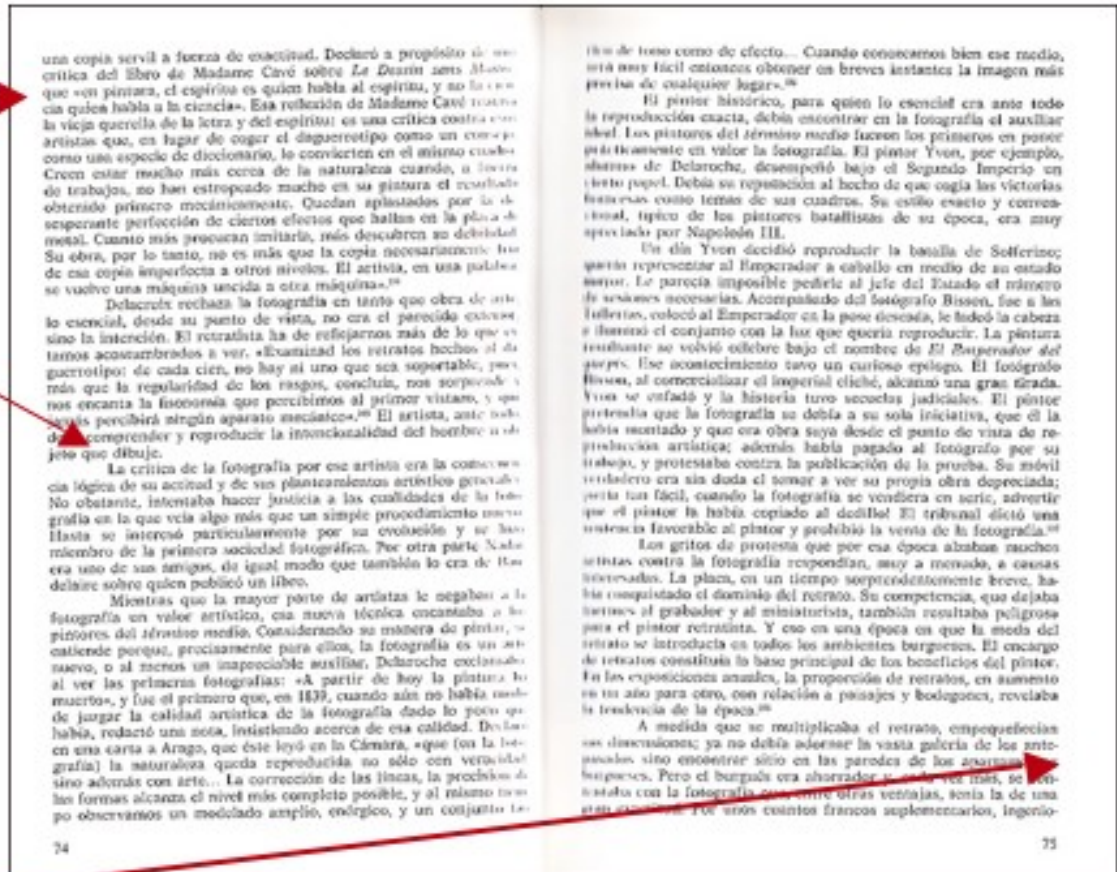 una copia servil a fuerza de exactitud. Declaró a propósito de una
crítica del libro de Madame Cavé sobre Le Dessin sans
que «en pintura, el espíritu es quien habla al espíritu, y no la
cia quien habla a la ciencia». Esa reflexión de Madame Cavé
la vieja querella de la letra y del espíritu: es una crítica contra
artistas que, en lugar de coger el daguerrotipo como un consejo,
como una especie de diccionario, lo convierten en el mismo cuadro.
Creen estar mucho más cerca de la naturaleza cuando, a fuerza
de trabajos, no han estropeado mucho en su pintura el resultado
obtenido primero mecánicamente. Quedan aplastados por la de-
sesperante perfección de ciertos efectos que hallan en la placa de
metal. Cuanto más procuran imitarla, más descubren su debilidad.
Su obra, por lo tanto, no es más que la copia necesariamente
de esa copia imperfecta a otros niveles. El artista, en una palabra
se vuelve una máquina uncida a otra máquina».
Delacroix rechaza la fotografía en tanto que obra de arte;
lo esencial, desde su punto de vista, no era el parecido externo,
sino la intención. El retratista ha de reflejarnos más de lo que es-
tamos acostumbrados a ver. «Examinad los retratos hechos al da-
guerrotipo: de cada cien, no hay ni uno que sea soportable, pues
más que la regularidad de los rasgos, concluía, nos sorprende y
nos encanta la fisonomía que percibimos al primer vistazo, y que
percibirá ningún aparato mecánico». El artista, ante todo
comprender y reproducir la intencionalidad del hombre u ob-
jeto que dibuje.
La crítica de la fotografía por ese artista era la consecuen-
cia lógica de su actitud y de sus planteamientos artístico generales.
No obstante, intentaba hacer justicia a las cualidades de la foto-
grafía en la que veía algo más que un simple procedimiento nuevo.
Hasta se interesó particularmente por su evolución y se hizo
miembro de la primera sociedad fotográfica. Por otra parte Nadar
era uno de sus amigos, de igual modo que también lo era de Bau-
delaire sobre quien publicó un libro.
Mientras que la mayor parte de artistas le negaban a la
fotografía un valor artístico, esa nueva técnica encantaba a los
pintores del término medio. Considerando su manera de pintar, se
entiende porque, precisamente para ellos, la fotografía es un arte
nuevo, o al menos un inapreciable auxiliar. Delaroche exclamaba
al ver las primeras fotografías: «A partir de hoy la pintura ha
muerto», y fue el primero que, en 1839, cuando aún no había modo
de juzgar la calidad artística de la fotografía dado lo poco que
había, redactó una nota, insistiendo acerca de esa calidad. Declara
en una carta a Arago, que éste leyó en la Cámara, «que (en la foto-
grafía) la naturaleza queda reproducida no sólo con veracidad
sino además con arte... La corrección de las líneas, la precisión de
las formas alcanza el nivel más completo posible, y al mismo tiem-
po observamos un modelado amplio, enérgico, y un conjunto tan
74
de tono como de efecto... Cuando conozcamos bien ese medio,
será muy fácil entonces obtener en breves instantes la imagen más
precisa de cualquier lugar».
El pintor histórico, para quien lo esencial era ante todo
la reproducción exacta, debía encontrar en la fotografía el auxiliar
ideal. Los pintores del término medio fueron los primeros en poner
prácticamente en valor la fotografía. El pintor Yvon, por ejemplo,
alumno de Delaroche, desempeñó bajo el Segundo Imperio un
cierto papel. Debía su reputación al hecho de que cogía las victorias
francesas como temas de sus cuadros. Su estilo exacto y conven-
cional, típico de los pintores batallistas de su época, era muy
apreciado por Napoleón III.
Un día Yvon decidió reproducir la batalla de Solferino;
quería representar al Emperador a caballo en medio de su estado
mayor. Le parecía imposible pedirle al jefe del Estado el número
de sesiones necesarias. Acompañado del fotógrafo Bisson, fue a las
Tullerías, colocó al Emperador en la pose deseada, le ladeó la cabeza
e iluminó el conjunto con la luz que quería reproducir. La pintura
resultante se volvió célebre bajo el nombre de El Emperador del
Ese acontecimiento tuvo un curioso epílogo. El fotógrafo
Bisson, al comercializar el imperial cliché, alcanzó una gran tirada.
Yvon se enfadó y la historia tuvo secuelas judiciales. El pintor
pretendía que la fotografía se debía a su sola iniciativa, que él la
había montado y que era obra suya desde el punto de vista de re-
producción artística; además había pagado al fotógrafo por su
trabajo, y protestaba contra la publicación de la prueba. Su móvil
verdadero era sin duda el temor a ver su propia obra depreciada;
¡sería tan fácil, cuando la fotografía se vendiera en serie, advertir
que el pintor la había copiado al dedillo! El tribunal dictó una
sentencia favorable al pintor y prohibió la venta de la fotografía.
Los gritos de protesta que por esa época alzaban muchos
artistas contra la fotografía respondían, muy a menudo, a causas
interesadas. La placa, en un tiempo sorprendentemente breve, ha-
bía conquistado el dominio del retrato. Su competencia, que dejaba
inermes al grabador y al miniaturista, también resultaba peligrosa
para el pintor retratista. Y eso en una época en que la moda del
retrato se introducía en todos los ambientes burgueses. El encargo
de retratos constituía la base principal de los beneficios del pintor.
En las exposiciones anuales, la proporción de retratos, en aumento
en un año para otro, con relación a paisajes y bodegones, revelaba
la tendencia de la época.
A medida que se multiplicaba el retrato, empequeñecían
sus dimensiones; ya no debía adornar la vasta galería de los ante-
pasados sino encontrar sitio en las paredes de los
burgueses. Pero el burgués era ahorrador y, cada vez más, se con-
tentaba con la fotografía que, entre otras ventajas, tenía la de una
gran exactitud. Por unos cuantos francos suplementarios, ingenio-
75